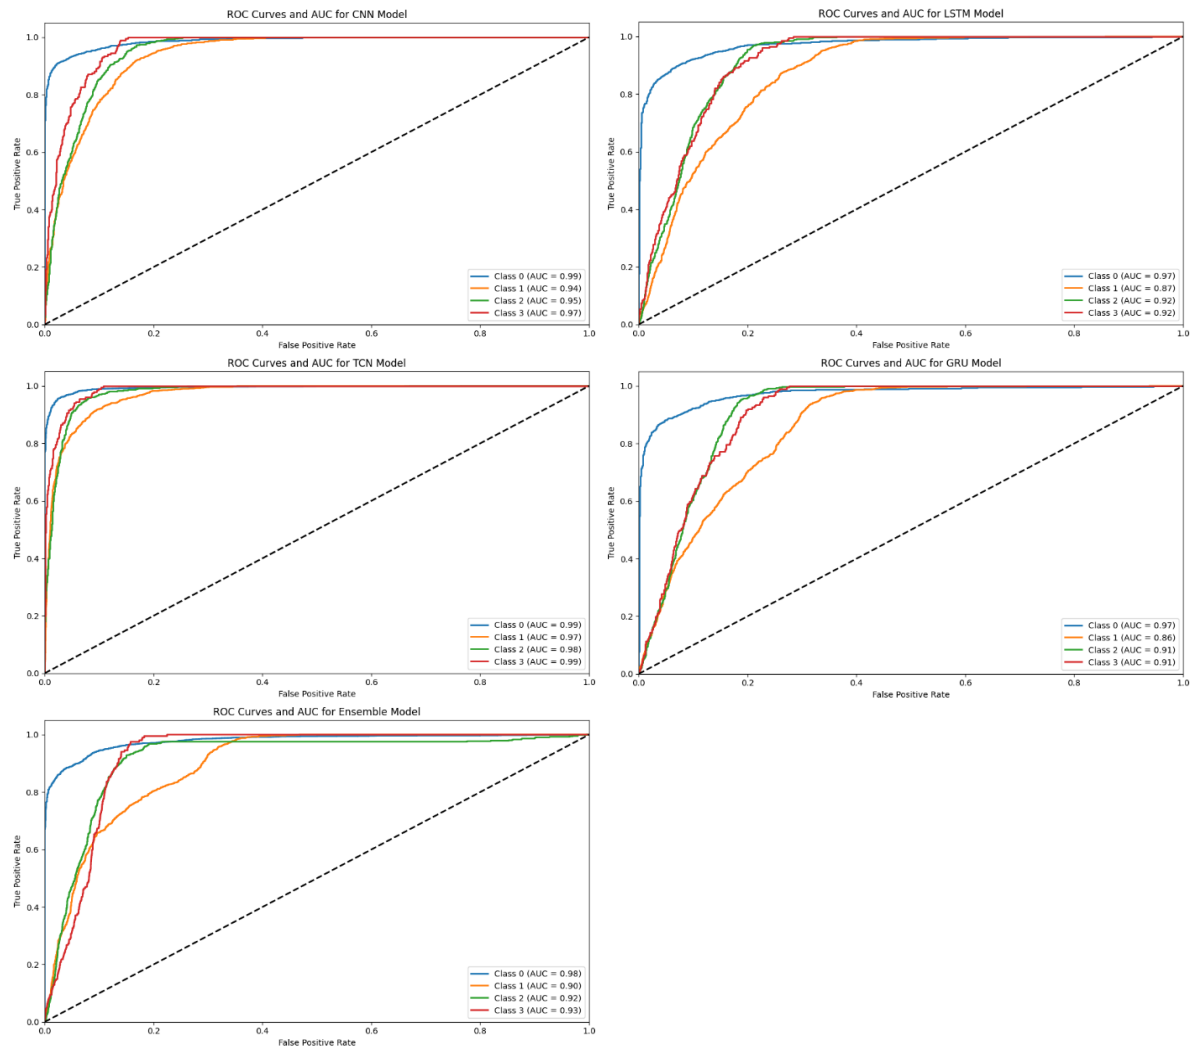 ROC Curves and AUC for CNN Model
True Positive Rate
1.0
0.8
0.6
0.4
0.2
0.0
0.0 0.2 0.4 0.6 0.8 1.0
False Positive Rate
Class 0 (AUC = 0.99)
Class 1 (AUC = 0.94)
Class 2 (AUC = 0.95)
Class 3 (AUC = 0.97)
ROC Curves and AUC for LSTM Model
True Positive Rate
1.0
0.8
0.6
0.4
0.2
0.0
0.0 0.2 0.4 0.6 0.8 1.0
False Positive Rate
Class 0 (AUC = 0.97)
Class 1 (AUC = 0.87)
Class 2 (AUC = 0.92)
Class 3 (AUC = 0.92)
ROC Curves and AUC for TCN Model
True Positive Rate
1.0
0.8
0.6
0.4
0.2
0.0
0.0 0.2 0.4 0.6 0.8 1.0
False Positive Rate
Class 0 (AUC = 0.99)
Class 1 (AUC = 0.97)
Class 2 (AUC = 0.98)
Class 3 (AUC = 0.99)
ROC Curves and AUC for GRU Model
True Positive Rate
1.0
0.8
0.6
0.4
0.2
0.0
0.0 0.2 0.4 0.6 0.8 1.0
False Positive Rate
Class 0 (AUC = 0.97)
Class 1 (AUC = 0.86)
Class 2 (AUC = 0.91)
Class 3 (AUC = 0.91)
ROC Curves and AUC for Ensemble Model
True Positive Rate
1.0
0.8
0.6
0.4
0.2
0.0
0.0 0.2 0.4 0.6 0.8 1.0
False Positive Rate
Class 0 (AUC = 0.98)
Class 1 (AUC = 0.90)
Class 2 (AUC = 0.92)
Class 3 (AUC = 0.93)